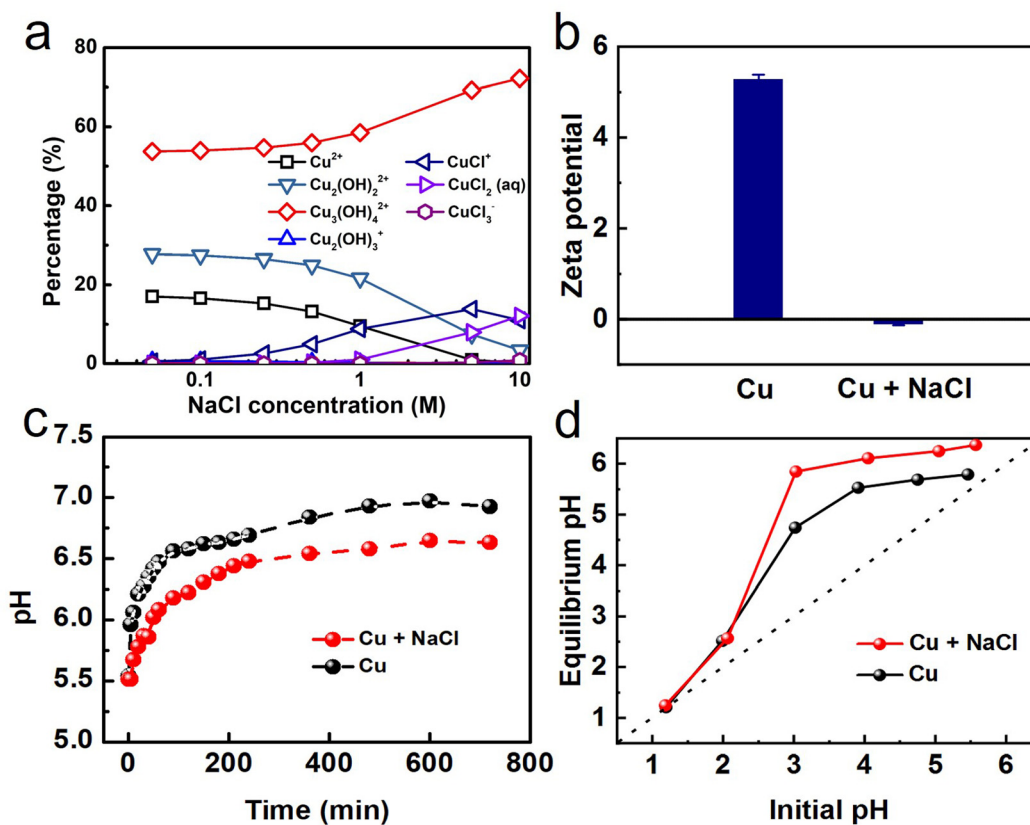 a
80
60
40
20
0
Percentage (%)
Cu²⁺
Cu₂(OH)₂²⁺
Cu₃(OH)₄²⁺
Cu₂(OH)₃⁺
CuCl⁺
CuCl₂ (aq)
CuCl₃⁻
0.1 1 10
NaCl concentration (M)
b
6
4
2
0
Zeta potential
Cu Cu + NaCl
c
7.5
7.0
6.5
6.0
5.5
5.0
pH
Cu + NaCl
Cu
0 200 400 600 800
Time (min)
d
6
5
4
3
2
1
Equilibrium pH
Cu + NaCl
Cu
1 2 3 4 5 6
Initial pH